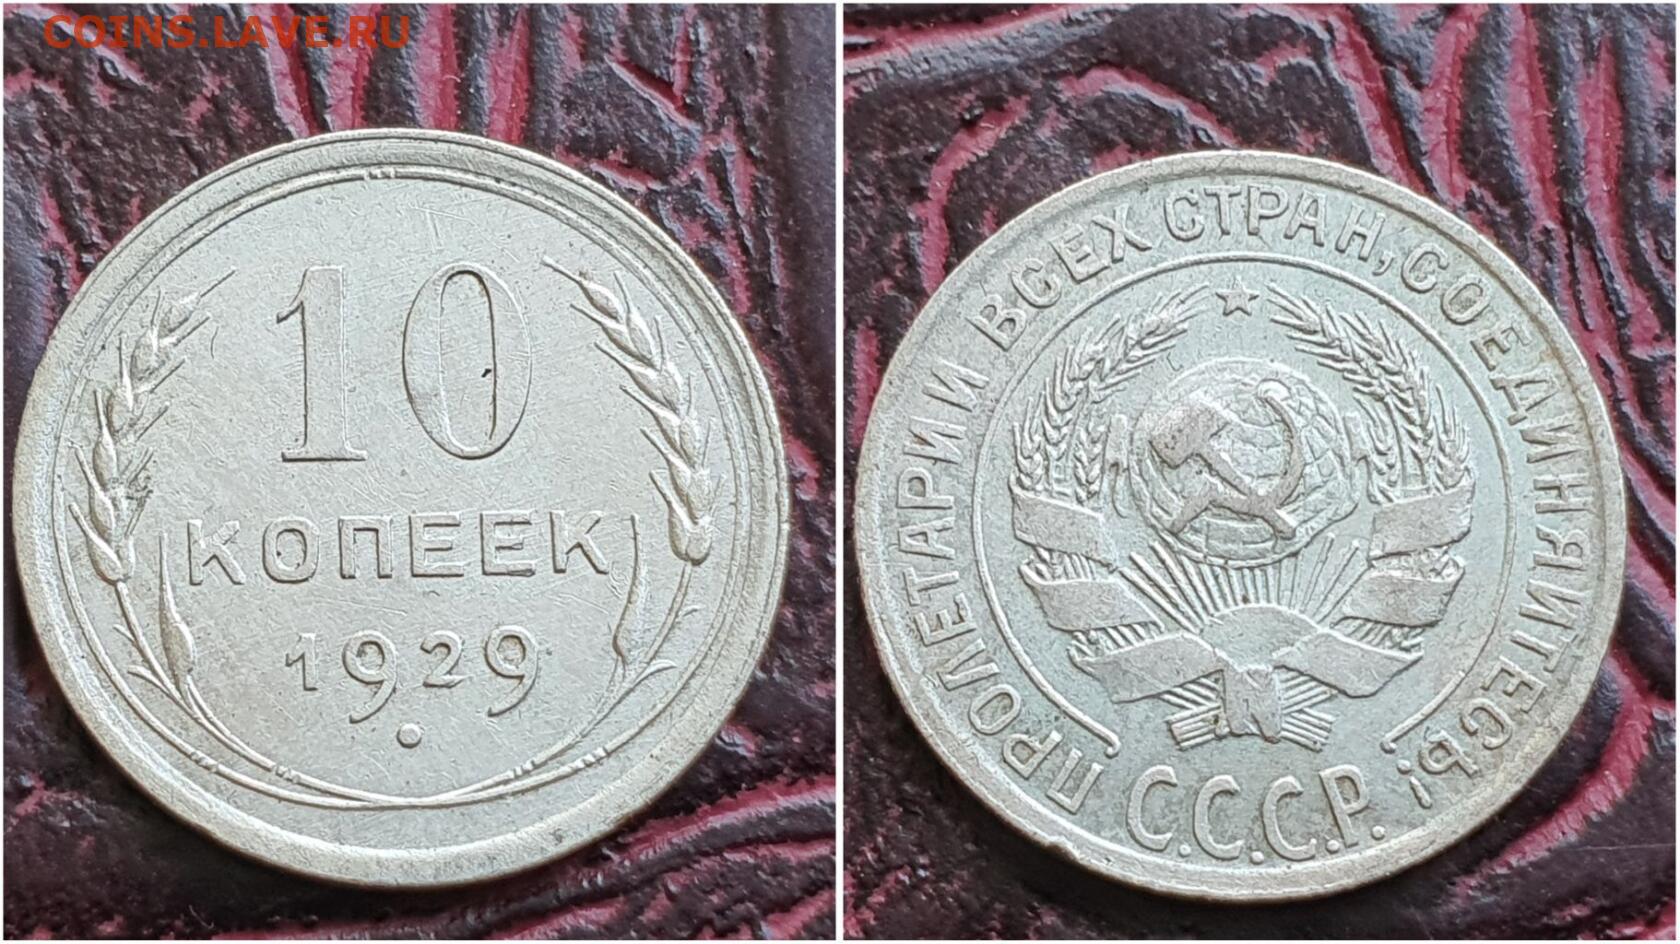 COINS.LAVE.RU
10
КОПЕЕК
1929
ПРОЛЕТАРИИ ВСЕХ СТРАН, СОЕДИНЯЙТЕСЬ!
С.С.С.Р.